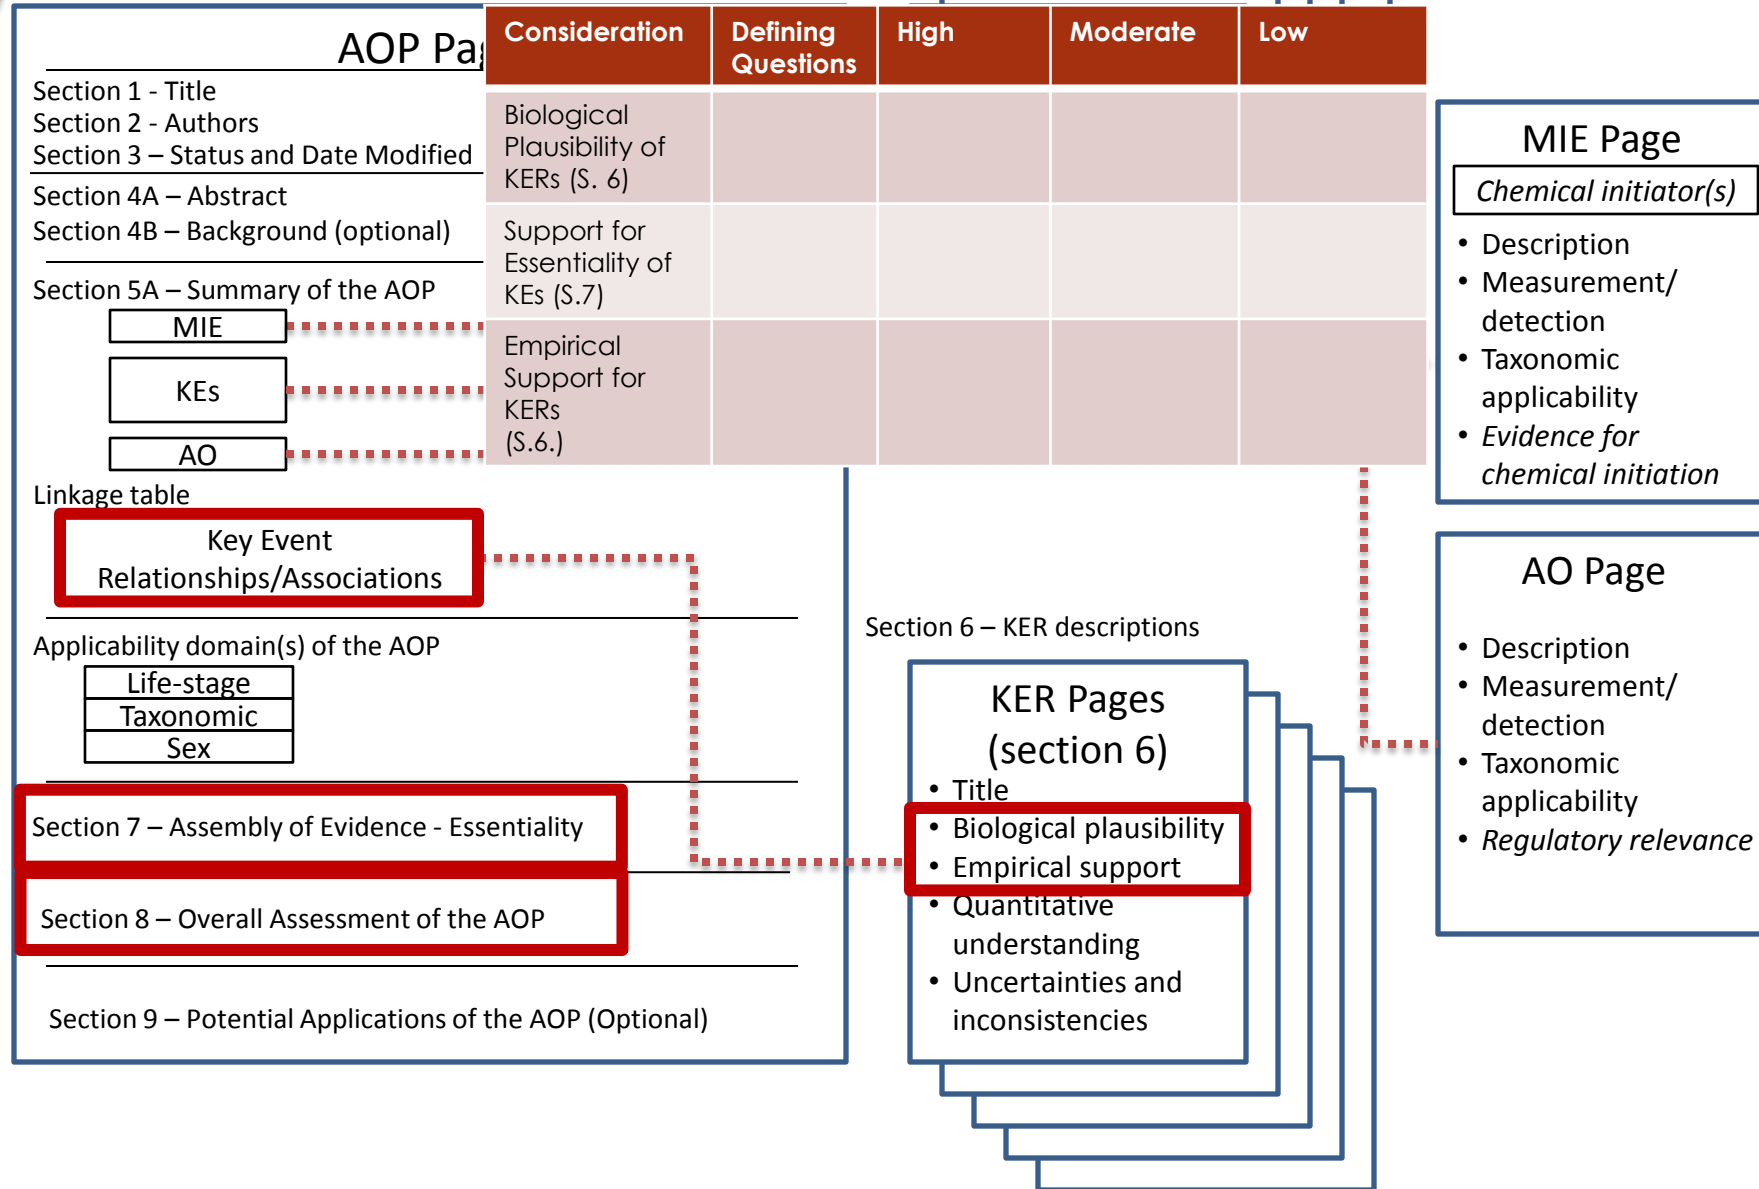 AOP Pa
Section 1 - Title
Section 2 - Authors
Section 3 – Status and Date Modified
Section 4A – Abstract
Section 4B – Background (optional)
Section 5A – Summary of the AOP
MIE
KEs
AO
Linkage table
Key Event
Relationships/Associations
Applicability domain(s) of the AOP
Life-stage
Taxonomic
Sex
Section 7 – Assembly of Evidence - Essentiality
Section 8 – Overall Assessment of the AOP
Section 9 – Potential Applications of the AOP (Optional)
Consideration
Defining
Questions
High
Moderate
Low
Biological
Plausibility of
KERs (S. 6)
Support for
Essentiality of
KEs (S.7)
Empirical
Support for
KERs
(S.6.)
Section 6 – KER descriptions
KER Pages
(section 6)
• Title
• Biological plausibility
• Empirical support
• Quantitative
understanding
• Uncertainties and
inconsistencies
MIE Page
Chemical initiator(s)
• Description
• Measurement/
detection
• Taxonomic
applicability
• Evidence for
chemical initiation
AO Page
• Description
• Measurement/
detection
• Taxonomic
applicability
• Regulatory relevance